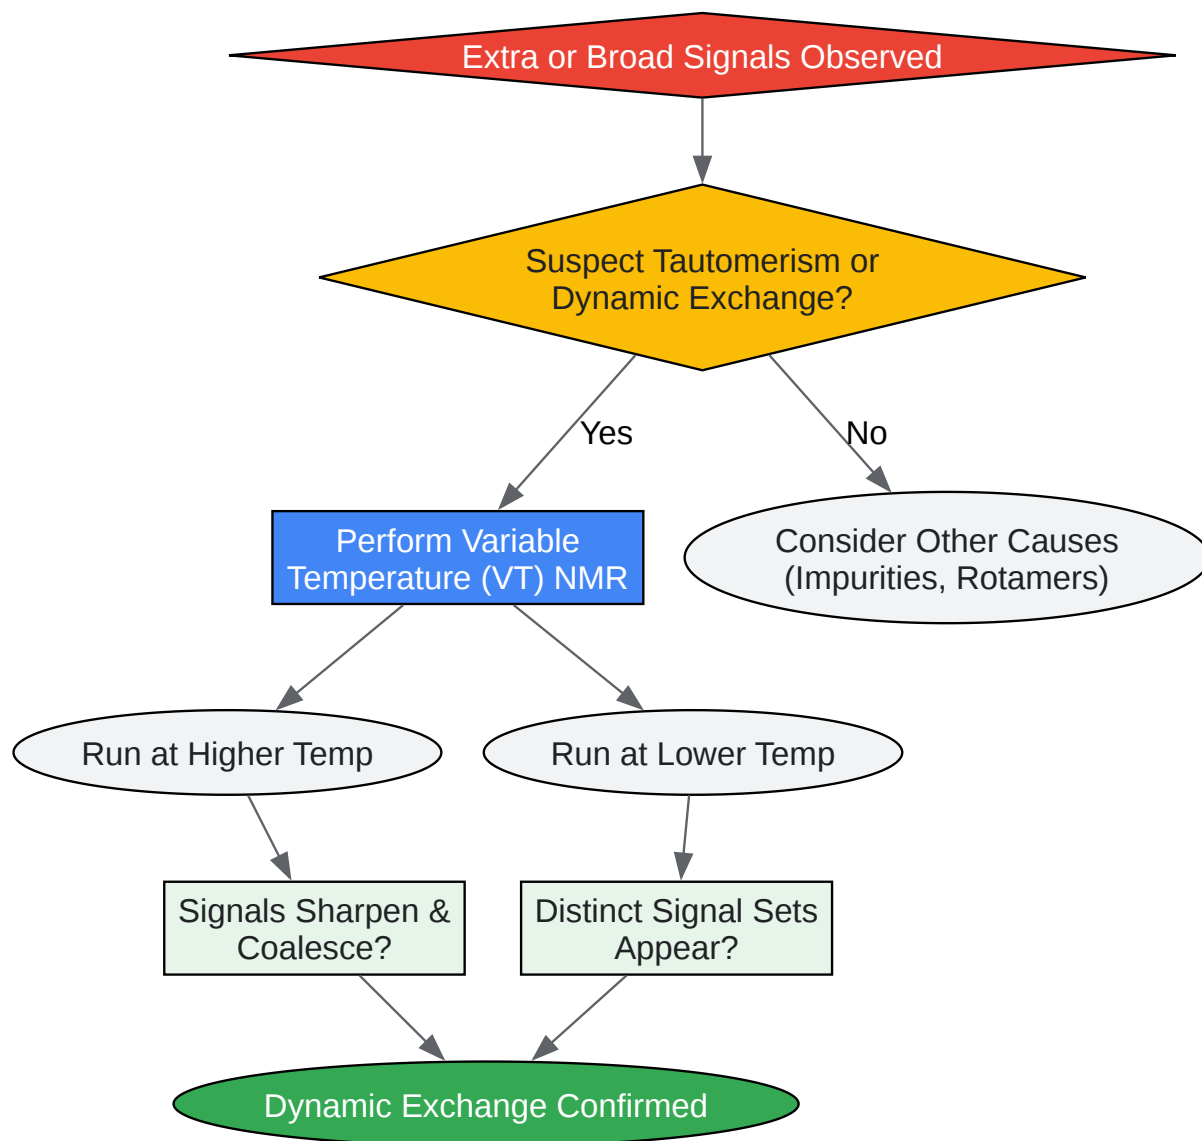 Extra or Broad Signals Observed
Suspect Tautomerism or
Dynamic Exchange?
Yes
No
Perform Variable
Temperature (VT) NMR
Consider Other Causes
(Impurities, Rotamers)
Run at Higher Temp
Run at Lower Temp
Signals Sharpen &
Coalesce?
Distinct Signal Sets
Appear?
Dynamic Exchange Confirmed